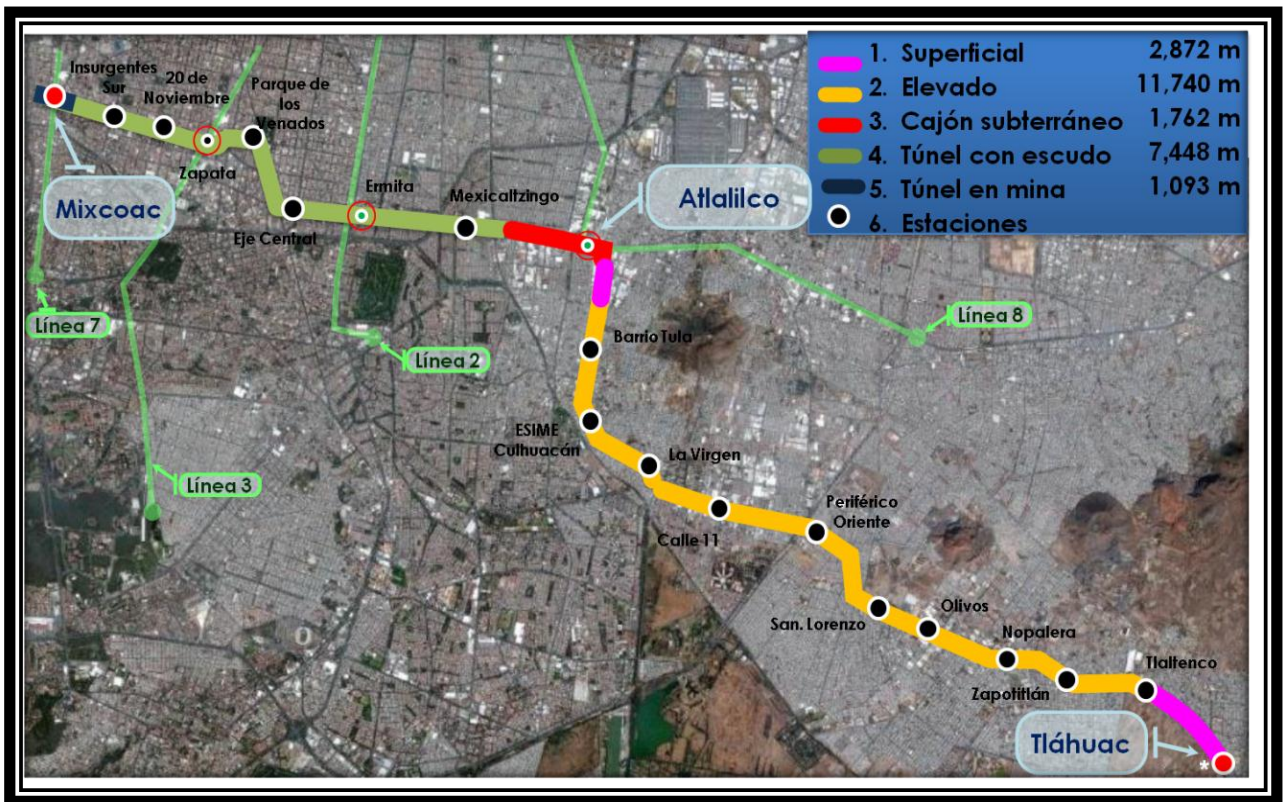 1. Superficial 2,872 m
2. Elevado 11,740 m
3. Cajón subterráneo 1,762 m
4. Túnel con escudo 7,448 m
5. Túnel en mina 1,093 m
6. Estaciones
Insurgentes
Sur
20 de
Noviembre
Parque de
los
Venados
Zapata
Mixcoac
Eje Central
Ermita
Mexicaltzingo
Atlalilco
Línea 7
Línea 2
Línea 8
Línea 3
Barrio Tula
ESIME
Culhuacán
La Virgen
Calle 11
Periférico
Oriente
San. Lorenzo
Olivos
Nopalera
Zapotitlán
Tlaltenco
Tláhuac
*